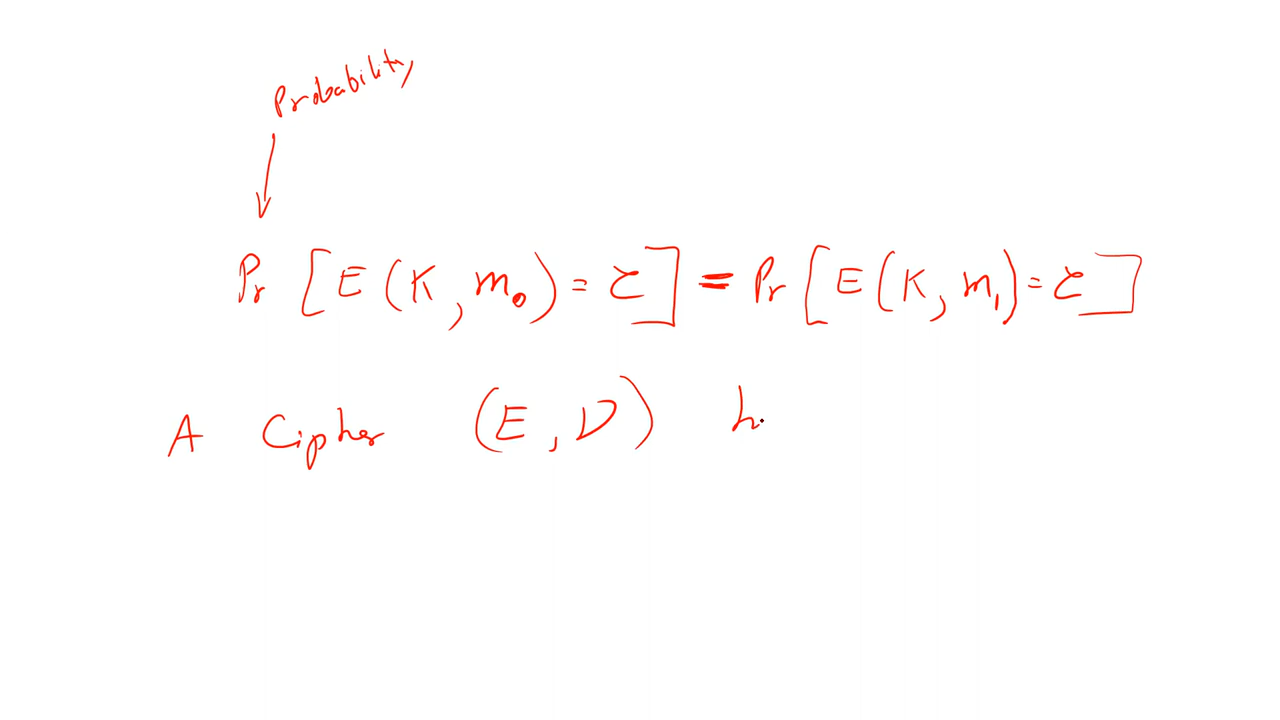 Probability
Pr [E(K, m₀) = c] = Pr [E(K, m₁) = c]
A Cipher (E, D) h